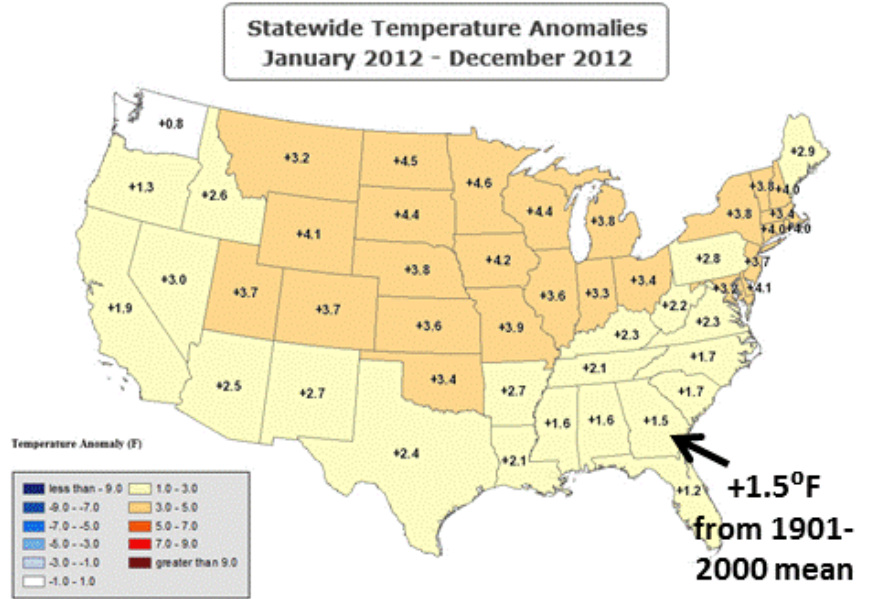 Statewide Temperature Anomalies
January 2012 - December 2012
+0.8
+1.3
+2.6
+3.2
+4.5
+4.6
+2.9
+4.1
+4.4
+4.4
+3.8
+3.8
+3.8
+4.0
+3.4
+4.0
+4.0
+1.9
+3.0
+3.7
+3.7
+3.8
+4.2
+3.6
+3.3
+3.4
+2.8
+3.7
+3.2
+4.1
+2.5
+2.7
+3.6
+3.9
+2.3
+2.2
+2.3
+3.4
+2.7
+2.1
+1.7
+1.7
+2.4
+2.1
+1.6
+1.6
+1.5
+1.2
Temperature Anomaly (F)
less than - 9.0
-9.0 - -7.0
-7.0 - -5.0
-5.0 - -3.0
-3.0 - -1.0
-1.0 - 1.0
1.0 - 3.0
3.0 - 5.0
5.0 - 7.0
7.0 - 9.0
greater than 9.0
+1.5⁰F
from 1901-
2000 mean